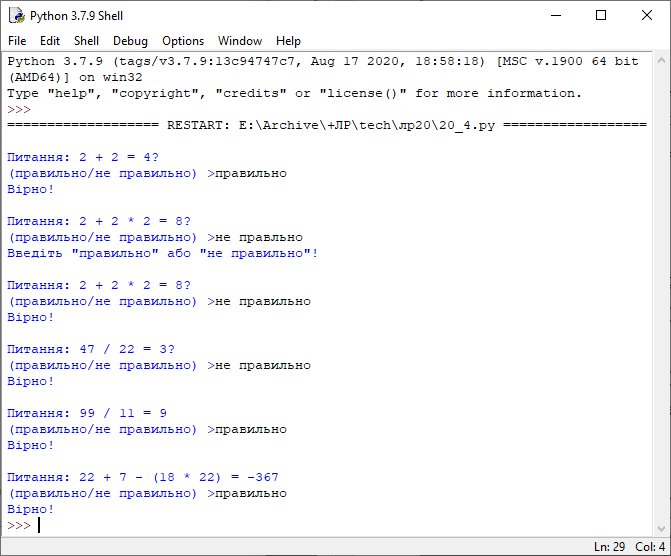 Python 3.7.9 Shell
File Edit Shell Debug Options Window Help
Python 3.7.9 (tags/v3.7.9:13c94747c7, Aug 17 2020, 18:58:18) [MSC v.1900 64 bit
(AMD64)] on win32
Type "help", "copyright", "credits" or "license()" for more information.
>>>
=================== RESTART: E:\Archive\+ЛР\tech\лр20\20_4.py ==================
Питання: 2 + 2 = 4?
(правильно/не правильно) >правильно
Вірно!
Питання: 2 + 2 * 2 = 8?
(правильно/не правильно) >не правльно
Введіть "правильно" або "не правильно"!
Питання: 2 + 2 * 2 = 8?
(правильно/не правильно) >не правильно
Вірно!
Питання: 47 / 22 = 3?
(правильно/не правильно) >не правильно
Вірно!
Питання: 99 / 11 = 9
(правильно/не правильно) >правильно
Вірно!
Питання: 22 + 7 - (18 * 22) = -367
(правильно/не правильно) >правильно
Вірно!
>>>
Ln: 29 Col: 4